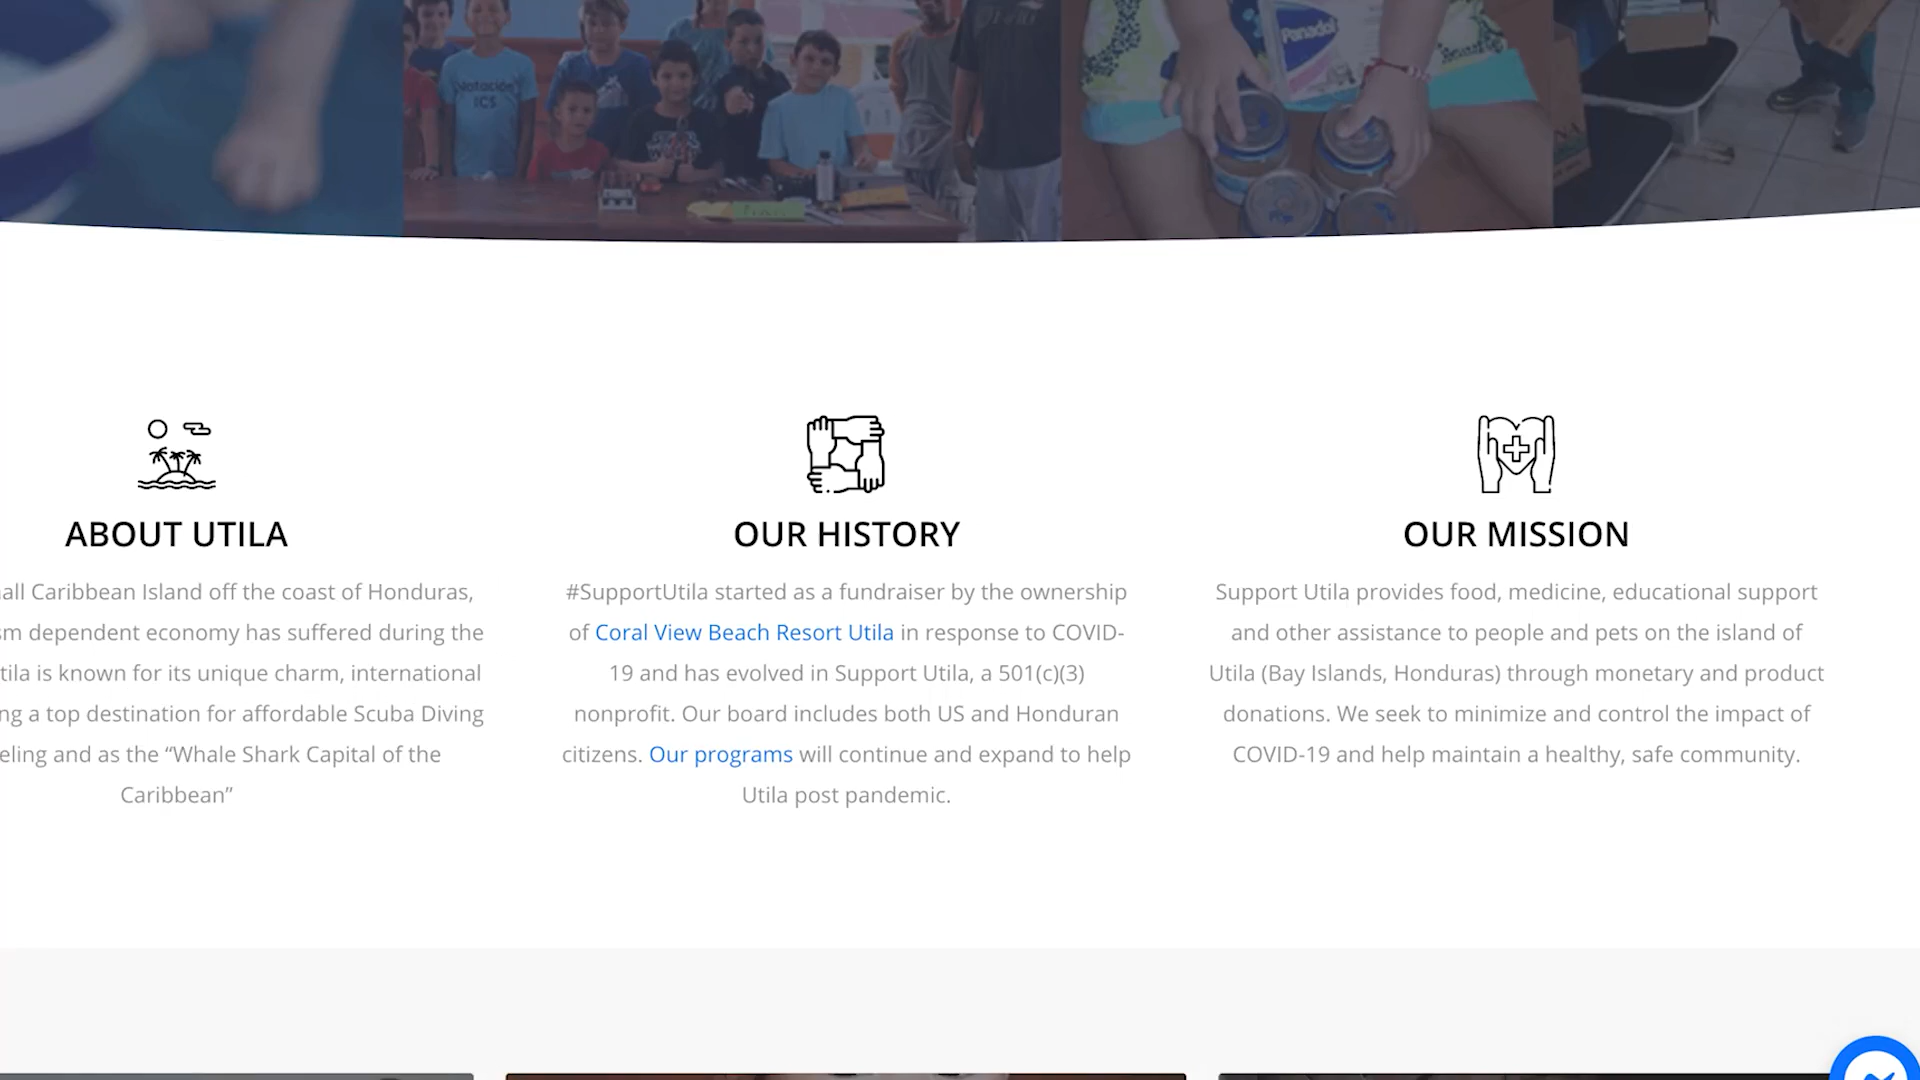 Natación
ICS
Panadol
ABOUT UTILA
Caribbean Island off the coast of Honduras,
dependent economy has suffered during the
is known for its unique charm, international
a top destination for affordable Scuba Diving
and as the “Whale Shark Capital of the
Caribbean”
OUR HISTORY
#SupportUtila started as a fundraiser by the ownership
of Coral View Beach Resort Utila in response to COVID-
19 and has evolved in Support Utila, a 501(c)(3)
nonprofit. Our board includes both US and Honduran
citizens. Our programs will continue and expand to help
Utila post pandemic.
OUR MISSION
Support Utila provides food, medicine, educational support
and other assistance to people and pets on the island of
Utila (Bay Islands, Honduras) through monetary and product
donations. We seek to minimize and control the impact of
COVID-19 and help maintain a healthy, safe community.